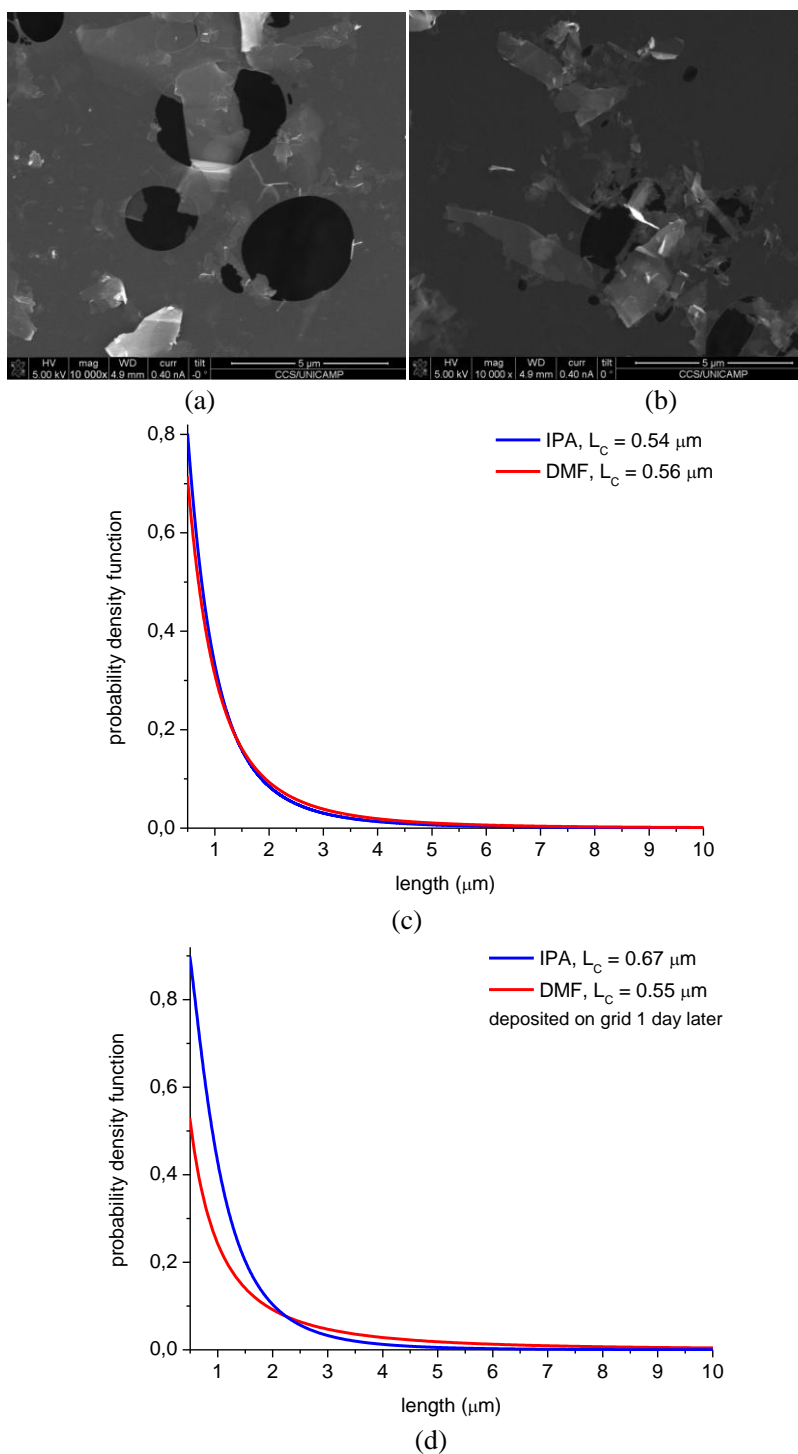 HV mag WD curr tilt 5 µm
5.00 kV 10 000x 4.9 mm 0.40 nA -0 ° CCS/UNICAMP
HV mag WD curr tilt 5 µm
5.00 kV 10 000 x 4.9 mm 0.40 nA 0 ° CCS/UNICAMP
(a) (b)
IPA, L_C = 0.54 µm
DMF, L_C = 0.56 µm
0,8
0,6
0,4
0,2
0,0
probability density function
1 2 3 4 5 6 7 8 9 10
length (µm)
(c)
IPA, L_C = 0.67 µm
DMF, L_C = 0.55 µm
deposited on grid 1 day later
0,8
0,6
0,4
0,2
0,0
probability density function
1 2 3 4 5 6 7 8 9 10
length (µm)
(d)